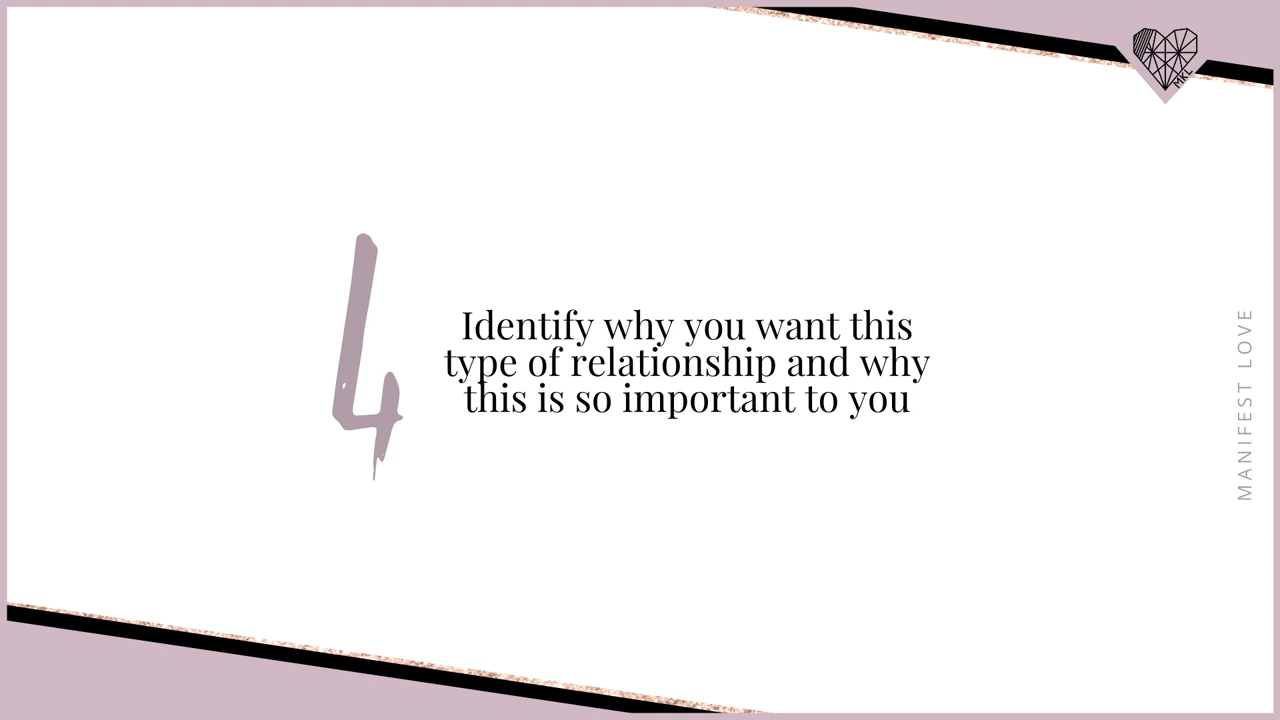 MKL
4
Identify why you want this
type of relationship and why
this is so important to you
MANIFEST LOVE